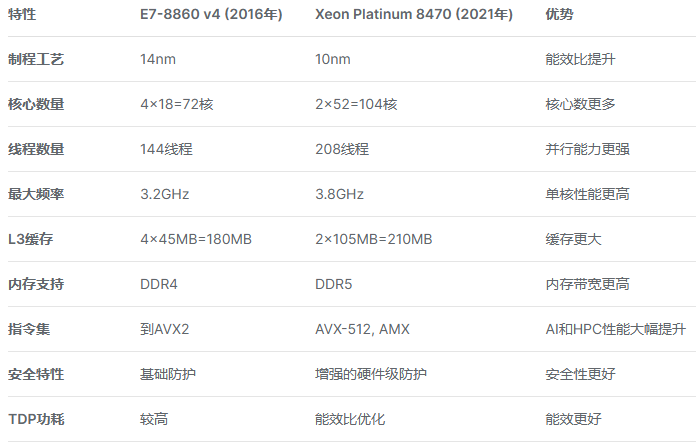 特性 E7-8860 v4 (2016年) Xeon Platinum 8470 (2021年) 优势
制程工艺 14nm 10nm 能效比提升
核心数量 4×18=72核 2×52=104核 核心数更多
线程数量 144线程 208线程 并行能力更强
最大频率 3.2GHz 3.8GHz 单核性能更高
L3缓存 4×45MB=180MB 2×105MB=210MB 缓存更大
内存支持 DDR4 DDR5 内存带宽更高
指令集 到AVX2 AVX-512, AMX AI和HPC性能大幅提升
安全特性 基础防护 增强的硬件级防护 安全性更好
TDP功耗 较高 能效比优化 能效更好